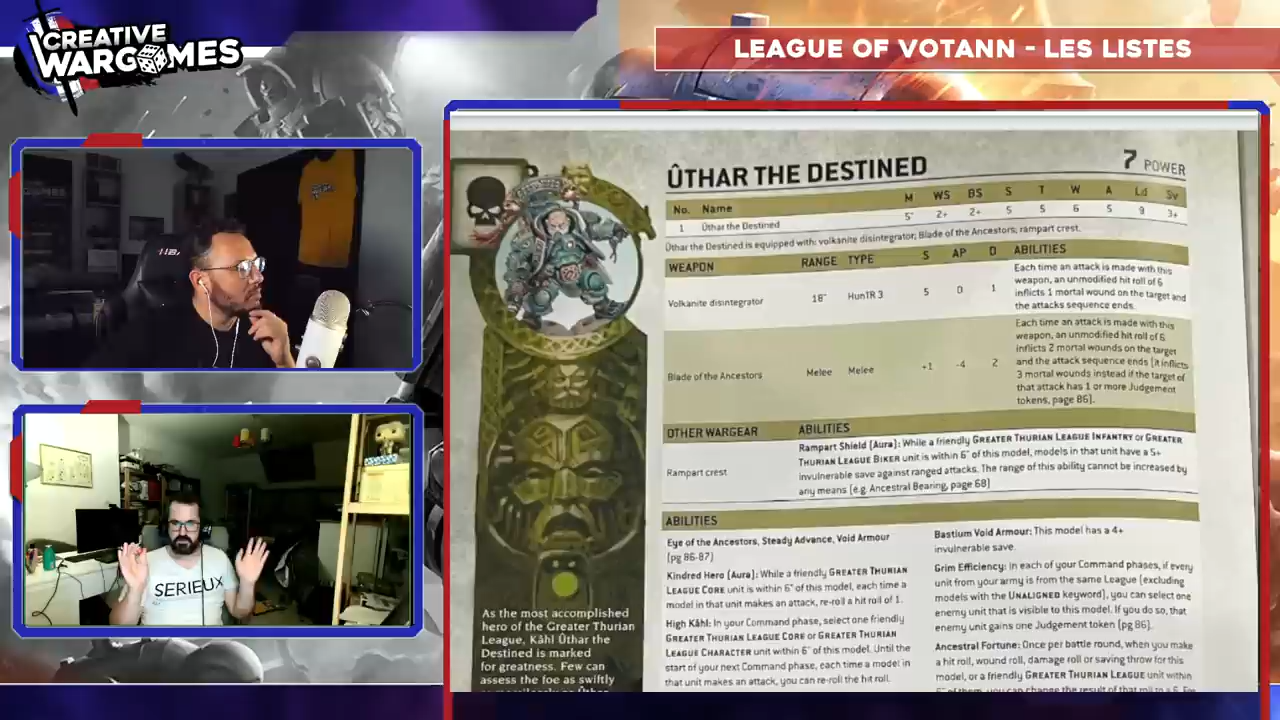 CREATIVE
WARGAMES
LEAGUE OF VOTANN - LES LISTES
SERIEUX
ÛTHAR THE DESTINED
7 POWER
No. Name M WS BS S T W A Ld Sv
1 Ûthar the Destined 5" 2+ 2+ 5 5 6 5 9 3+
Ûthar the Destined is equipped with: volkanite disintegrator; Blade of the Ancestors; rampart crest.
WEAPON RANGE TYPE S AP D ABILITIES
Volkanite disintegrator 18" HunTR 3 5 0 1
Each time an attack is made with this
weapon, an unmodified hit roll of 6
inflicts 1 mortal wound on the target and
the attacks sequence ends.
Blade of the Ancestors Melee Melee +1 -4 2
Each time an attack is made with this
weapon, an unmodified hit roll of 6
inflicts 2 mortal wounds on the target
and the attack sequence ends (it inflicts
3 mortal wounds instead if the target of
that attack has 1 or more Judgement
tokens, page 86).
OTHER WARGEAR ABILITIES
Rampart crest
Rampart Shield (Aura): While a friendly GREATER THURIAN LEAGUE INFANTRY or GREATER
THURIAN LEAGUE BIKER unit is within 6" of this model, models in that unit have a 5+
invulnerable save against ranged attacks. The range of this ability cannot be increased by
any means (e.g. Ancestral Bearing, page 68)
ABILITIES
Eye of the Ancestors, Steady Advance, Void Armour
(pg 86-87)
Kindred Hero (Aura): While a friendly GREATER THURIAN
LEAGUE CORE unit is within 6" of this model, each time a
model in that unit makes an attack, re-roll a hit roll of 1.
High Kâhl: In your Command phase, select one friendly
GREATER THURIAN LEAGUE CORE or GREATER THURIAN
LEAGUE CHARACTER unit within 6" of this model. Until the
start of your next Command phase, each time a model in
that unit makes an attack, you can re-roll the hit roll.
Bastium Void Armour: This model has a 4+
invulnerable save.
Grim Efficiency: In each of your Command phases, if every
unit from your army is from the same League (excluding
models with the UNALIGNED keyword), you can select one
enemy unit that is visible to this model. If you do so, that
enemy unit gains one Judgement token (pg 86).
Ancestral Fortune: Once per battle round, when you make
a hit roll, wound roll, damage roll or saving throw for this
model, or a friendly GREATER THURIAN LEAGUE unit within
As the most accomplished
hero of the Greater Thurian
League, Kâhl Ûthar the
Destined is marked
for greatness. Few can
assess the foe as swiftly